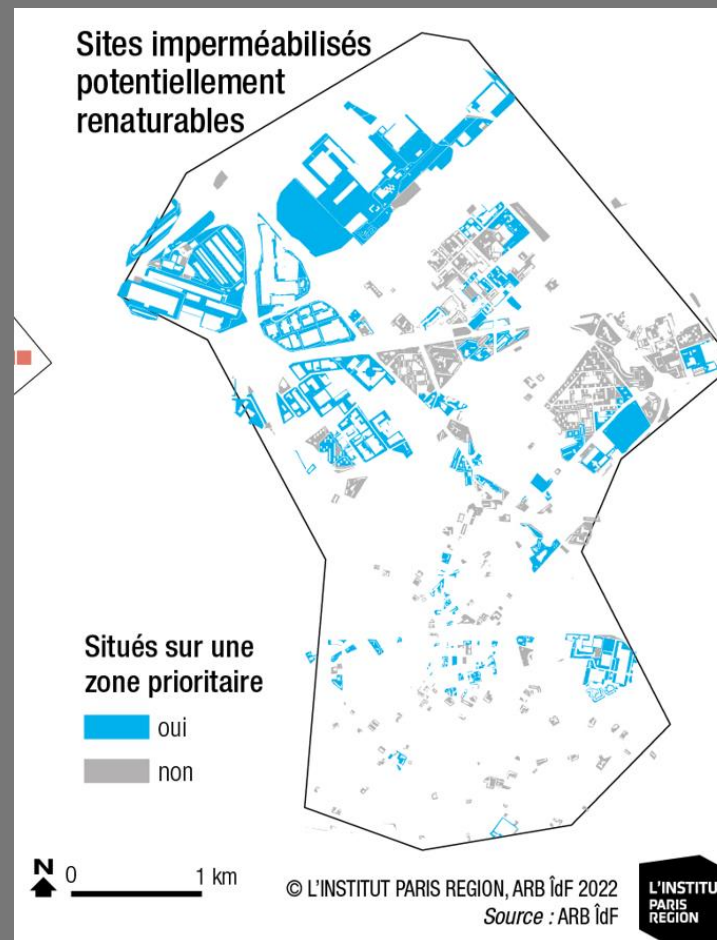 Sites imperméabilisés
potentiellement
renaturables
Situés sur une
zone prioritaire
oui
non
N
0 1 km
© L'INSTITUT PARIS REGION, ARB ÎdF 2022
Source : ARB ÎdF
L'INSTITU
PARIS
REGION